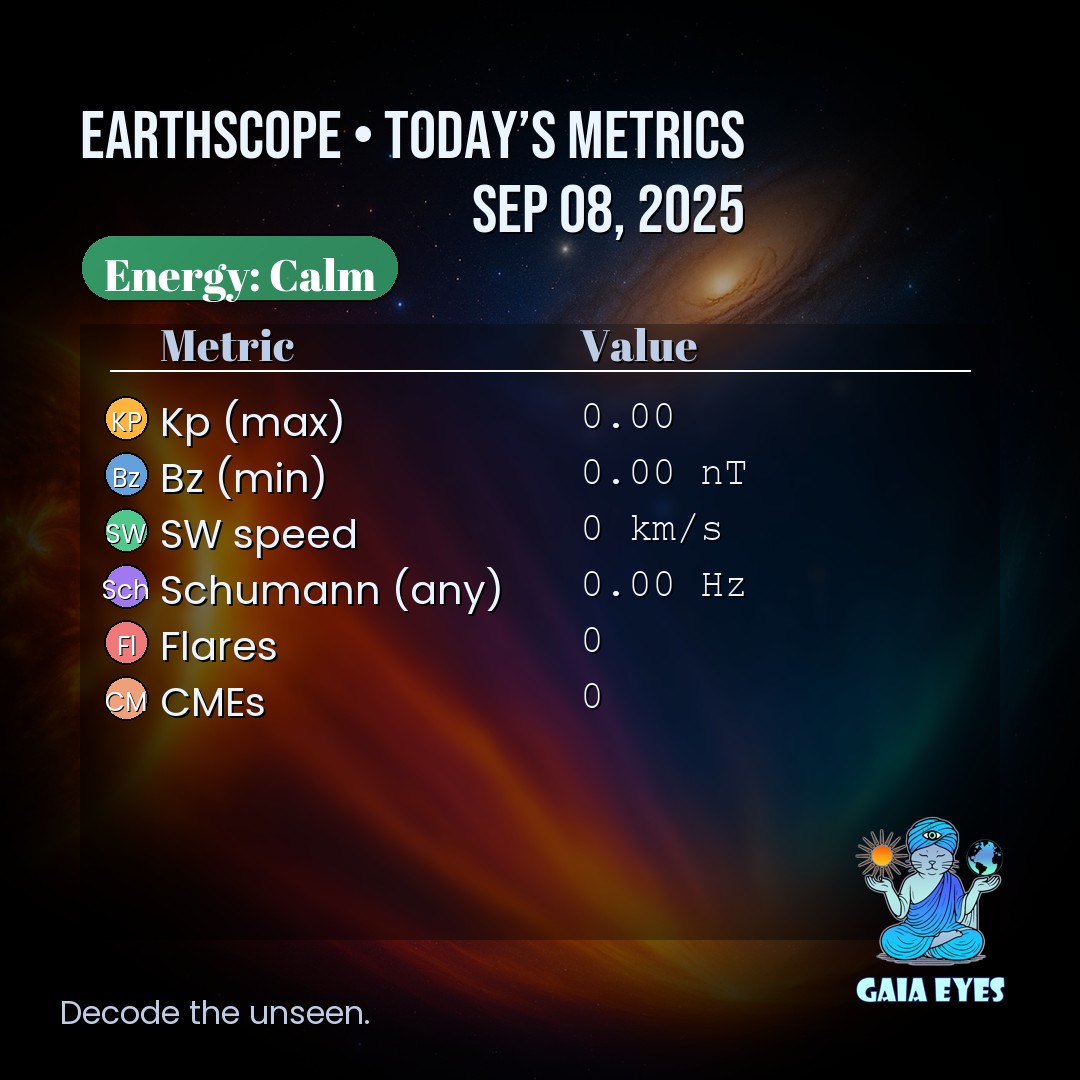 EARTHSCOPE • TODAY’S METRICS
SEP 08, 2025
Energy: Calm
Metric Value
KP Kp (max) 0.00
Bz Bz (min) 0.00 nT
SW SW speed 0 km/s
Sch Schumann (any) 0.00 Hz
Fl Flares 0
CM CMEs 0
GAIA EYES
Decode the unseen.